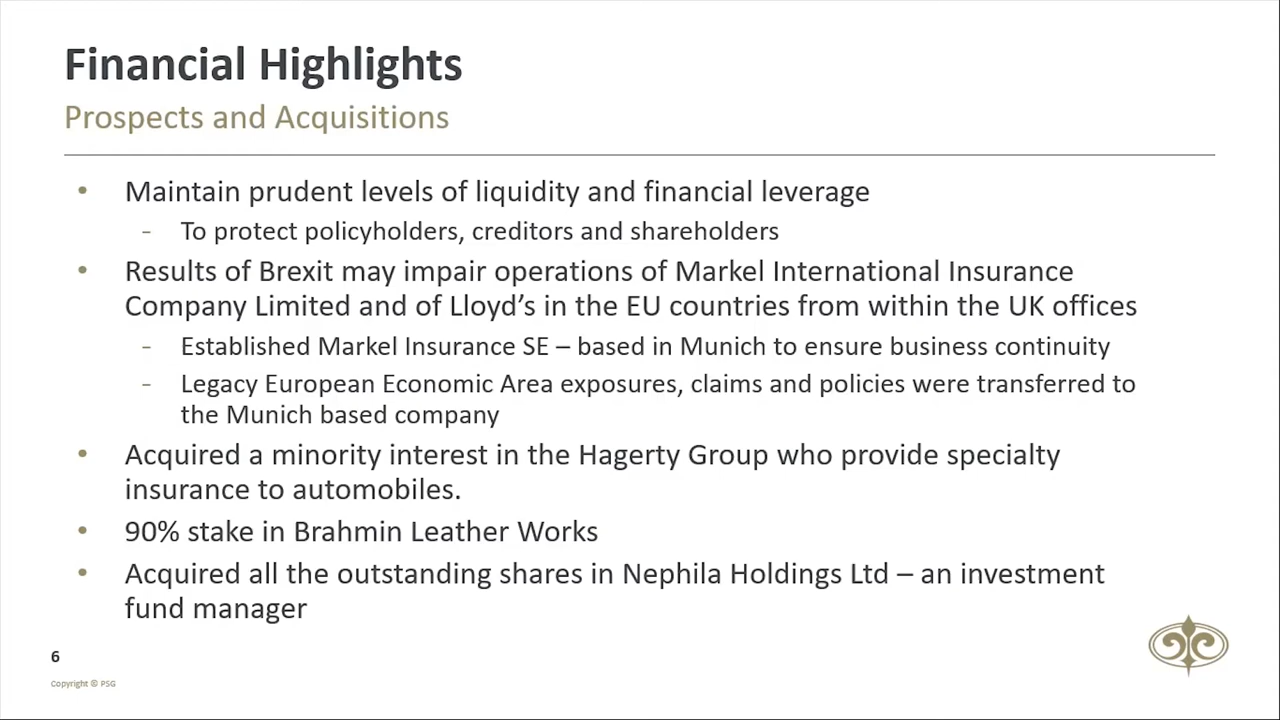 Financial Highlights
Prospects and Acquisitions
• Maintain prudent levels of liquidity and financial leverage
- To protect policyholders, creditors and shareholders
• Results of Brexit may impair operations of Markel International Insurance
Company Limited and of Lloyd’s in the EU countries from within the UK offices
- Established Markel Insurance SE – based in Munich to ensure business continuity
- Legacy European Economic Area exposures, claims and policies were transferred to
the Munich based company
• Acquired a minority interest in the Hagerty Group who provide specialty
insurance to automobiles.
• 90% stake in Brahmin Leather Works
• Acquired all the outstanding shares in Nephila Holdings Ltd – an investment
fund manager
6
Copyright © PSG